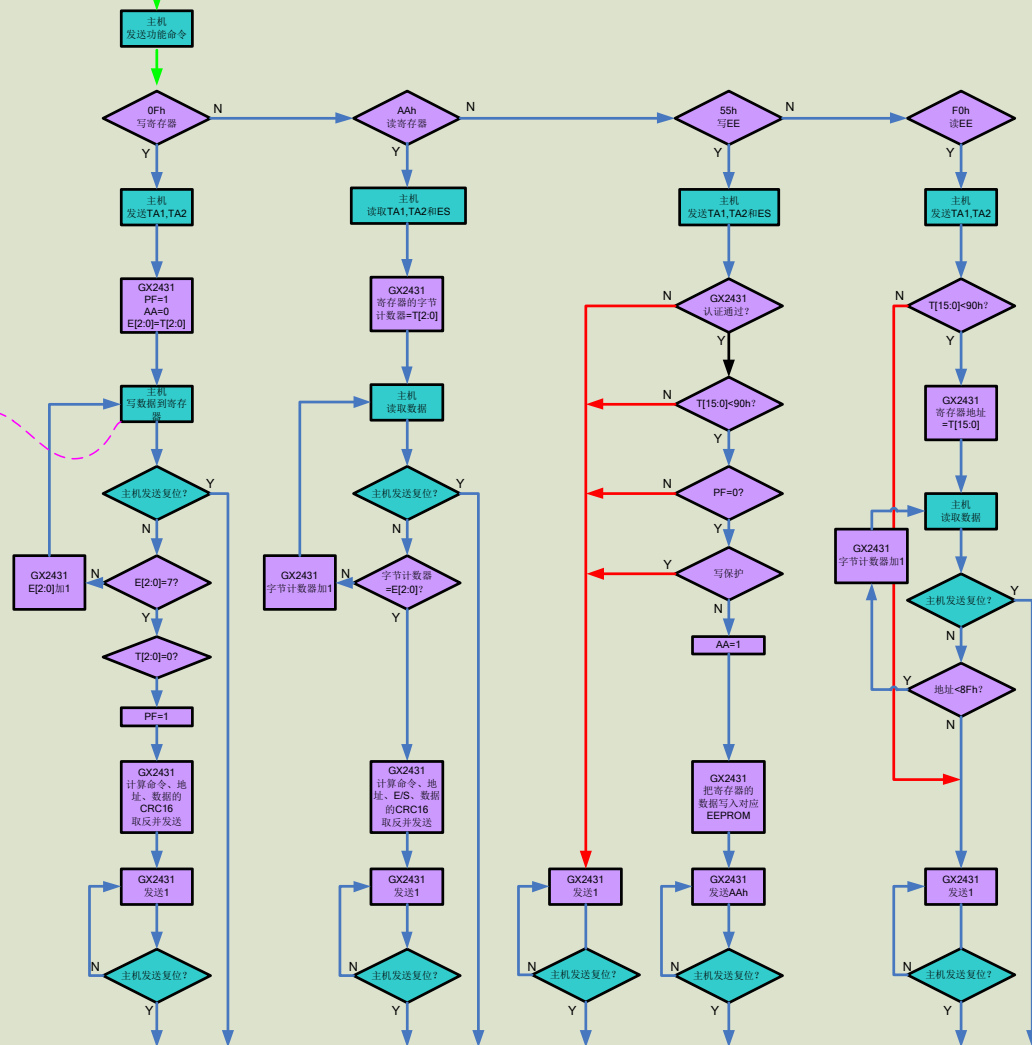 主机
发送功能命令
0Fh
写寄存器
N
Y
AAh
读寄存器
N
Y
55h
写EE
N
Y
F0h
读EE
Y
主机
发送TA1,TA2
主机
读取TA1,TA2和ES
主机
发送TA1,TA2和ES
主机
发送TA1,TA2
GX2431
PF=1
AA=0
E[2:0]=T[2:0]
GX2431
寄存器的字节
计数器=T[2:0]
N
GX2431
认证通过？
Y
N
T[15:0]<90h？
Y
主机
写数据到寄存
器
主机
读取数据
N
T[15:0]<90h？
Y
GX2431
寄存器地址
=T[15:0]
主机发送复位？
Y
N
主机发送复位？
Y
N
N
PF=0？
Y
主机
读取数据
GX2431
E[2:0]加1
N
E[2:0]=7？
Y
GX2431
字节计数器加1
N
字节计数器
=E[2:0]？
Y
Y
写保护
N
GX2431
字节计数器加1
主机发送复位？
Y
N
T[2:0]=0？
AA=1
Y
地址<8Fh？
N
PF=1
GX2431
计算命令、地
址、数据的
CRC16
取反并发送
GX2431
计算命令、地
址、E/S、数据
的CRC16
取反并发送
GX2431
把寄存器的
数据写入对应
EEPROM
GX2431
发送1
GX2431
发送1
GX2431
发送1
GX2431
发送AAh
GX2431
发送1
N
主机发送复位？
Y
N
主机发送复位？
Y
N
主机发送复位？
Y
N
主机发送复位？
Y
N
主机发送复位？
Y